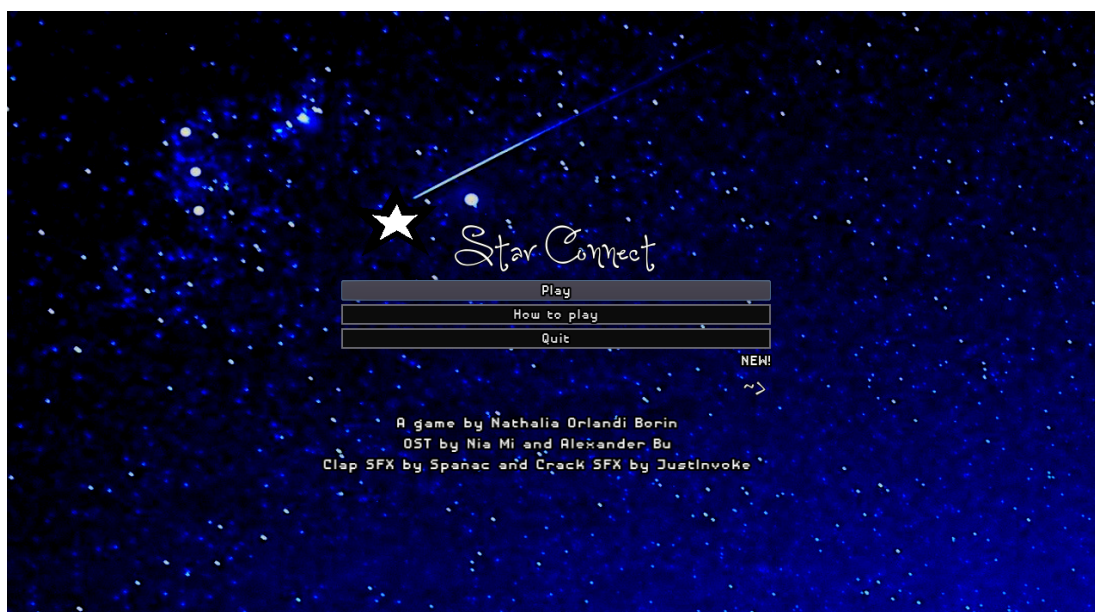 Star Connect
Play
How to play
Quit
NEW!
~>
A game by Nathalia Orlandi Borin
OST by Nia Mi and Alexander Bu
Clap SFX by Spanac and Crack SFX by JustInvoke